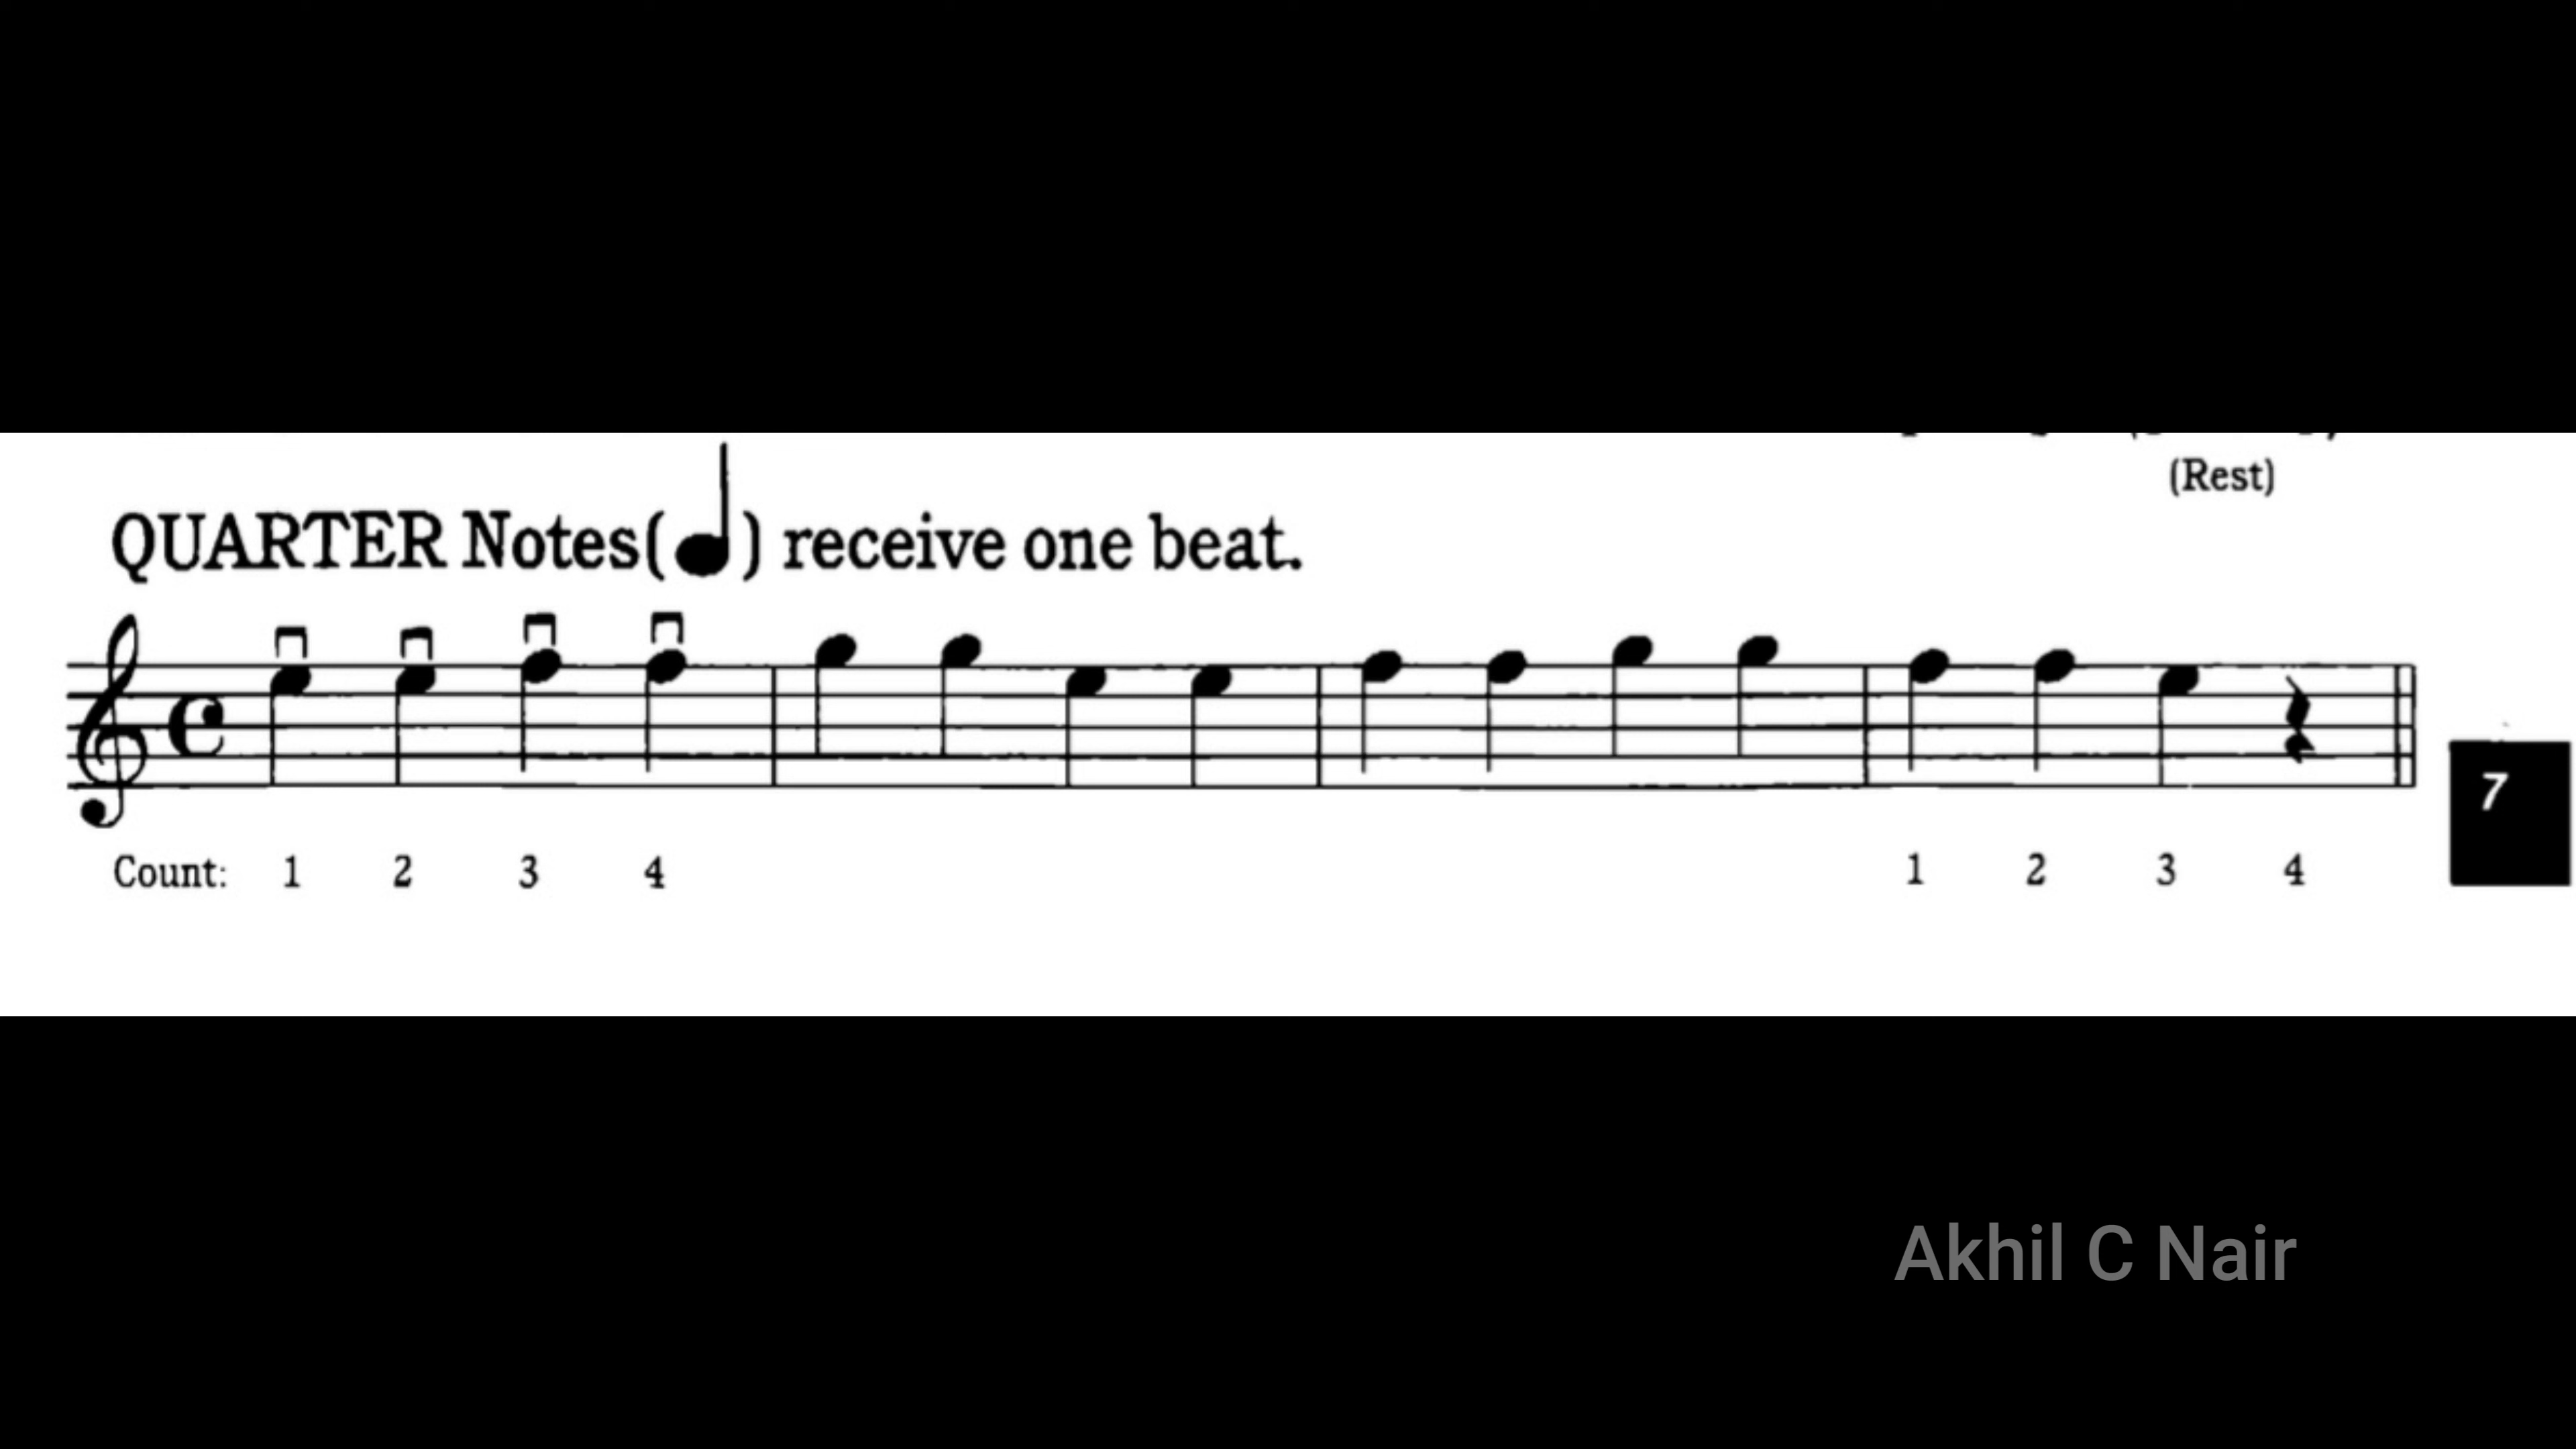 (Rest)
QUARTER Notes(♩) receive one beat.
Count: 1 2 3 4 1 2 3 4
7
Akhil C Nair